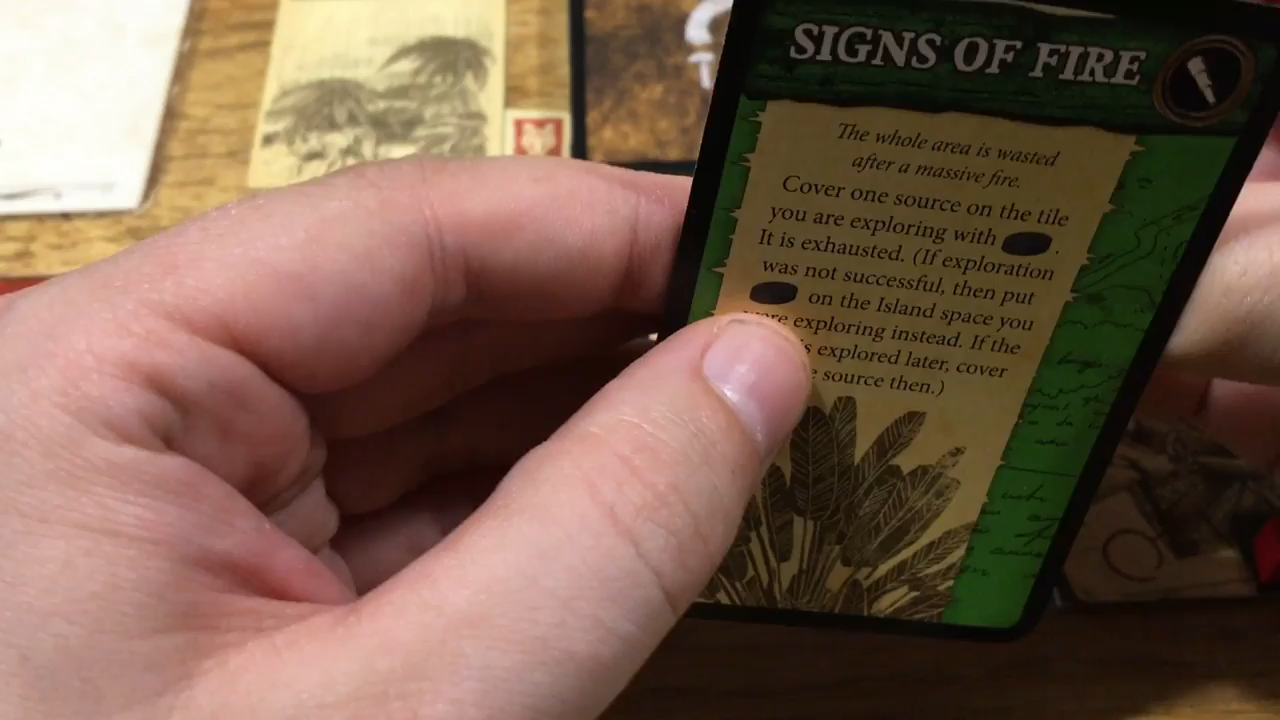 SIGNS OF FIRE
The whole area is wasted
after a massive fire.
Cover one source on the tile
you are exploring with .
It is exhausted. (If exploration
was not successful, then put
on the Island space you
were exploring instead. If the
explored later, cover
source then.)